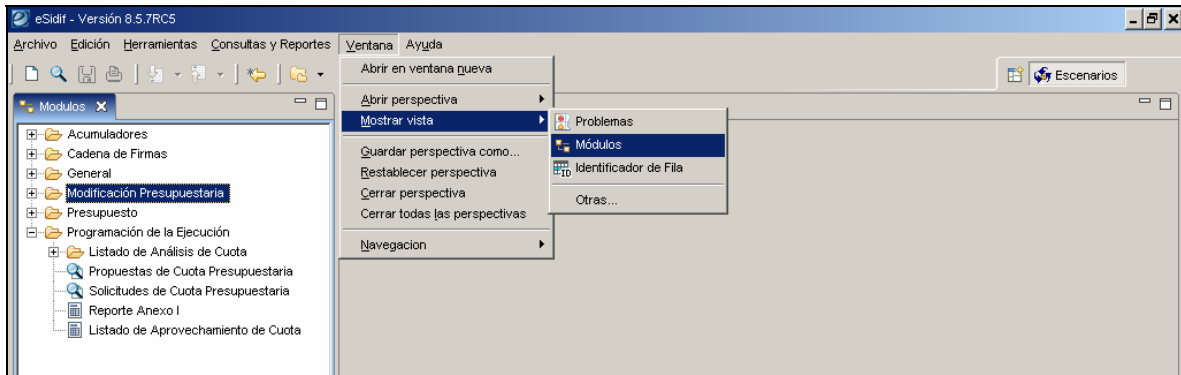 eSidif - Versión 8.5.7RC5
Archivo Edición Herramientas Consultas y Reportes Ventana Ayuda
Escenarios
Modulos
Acumuladores
Cadena de Firmas
General
Modificación Presupuestaria
Presupuesto
Programación de la Ejecución
Listado de Análisis de Cuota
Propuestas de Cuota Presupuestaria
Solicitudes de Cuota Presupuestaria
Reporte Anexo I
Listado de Aprovechamiento de Cuota
Abrir en ventana nueva
Abrir perspectiva
Mostrar vista
Guardar perspectiva como...
Restablecer perspectiva
Cerrar perspectiva
Cerrar todas las perspectivas
Navegacion
Problemas
Módulos
ID Identificador de Fila
Otras...